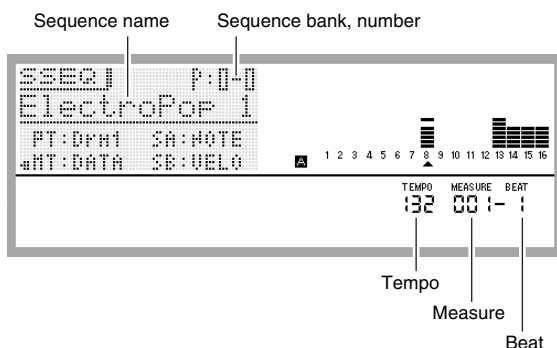 Sequence name
Sequence bank, number
SSEQ P:0-0
ElectroPop 1
PT:Drm1 SA:NOTE
MT:DATA SB:VELO
A 1 2 3 4 5 6 7 8 9 10 11 12 13 14 15 16
TEMPO MEASURE BEAT
132 001- 1
Tempo
Measure
Beat